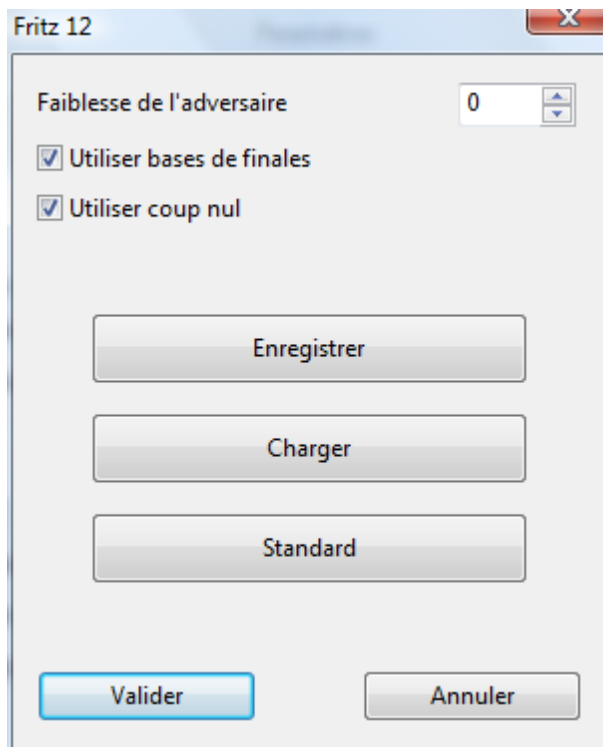 Fritz 12
Faiblesse de l'adversaire 0
Utiliser bases de finales
Utiliser coup nul
Enregistrer
Charger
Standard
Valider Annuler